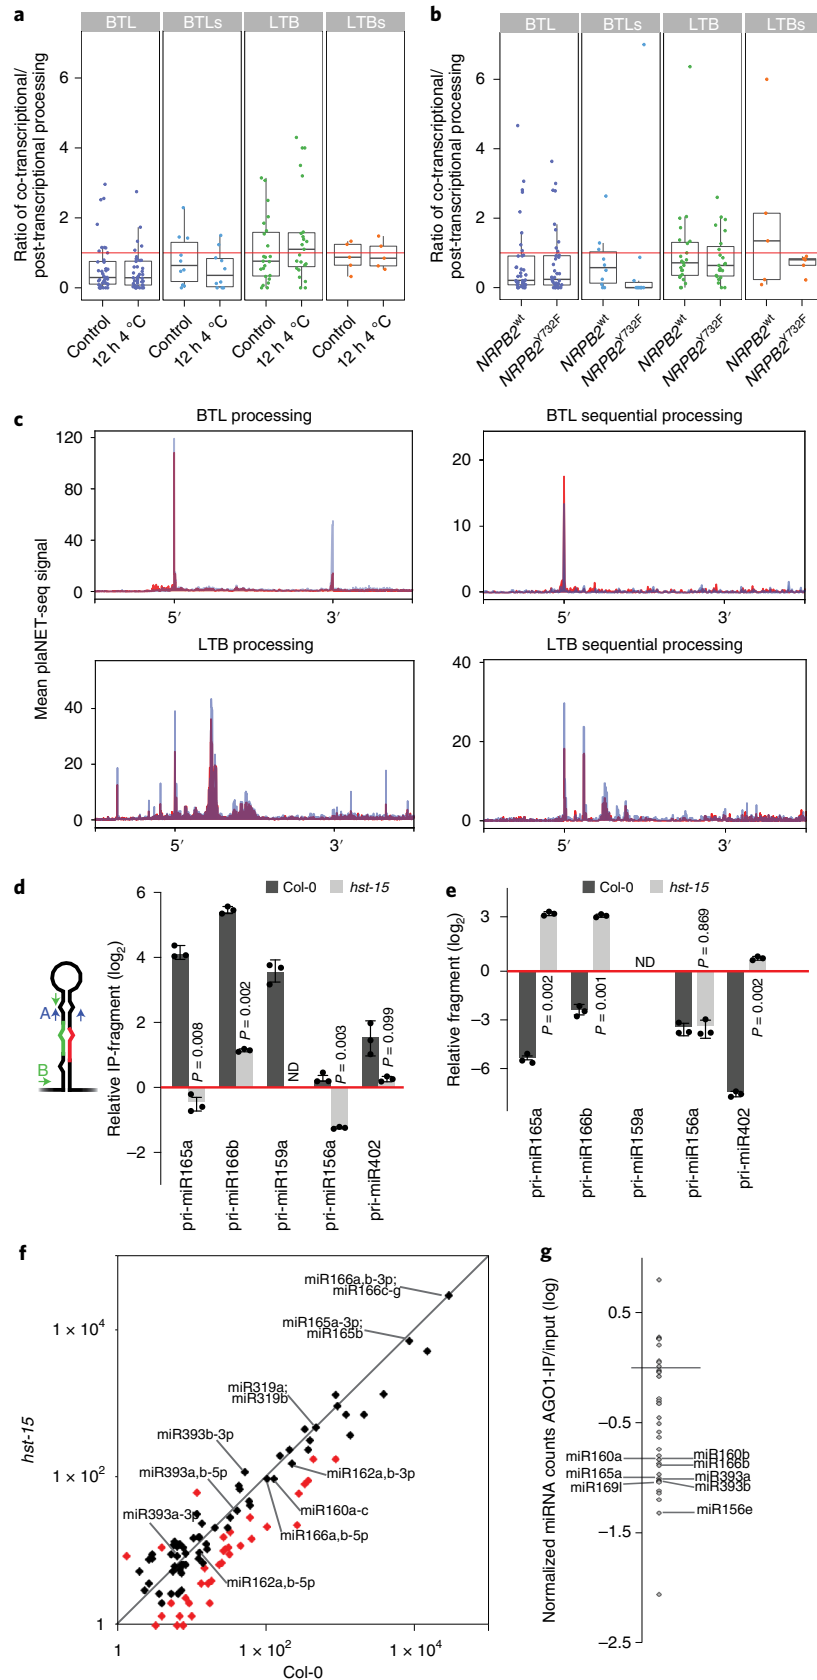 a
BTL BTLs LTB LTBs
Ratio of co-transcriptional/
post-transcriptional processing
6
4
2
0
Control
12 h 4 °C
Control
12 h 4 °C
Control
12 h 4 °C
Control
12 h 4 °C
b
BTL BTLs LTB LTBs
Ratio of co-transcriptional/
post-transcriptional processing
6
4
2
0
NRPB2wt
NRPB2Y732F
NRPB2wt
NRPB2Y732F
NRPB2wt
NRPB2Y732F
NRPB2wt
NRPB2Y732F
c
Mean plaNET-seq signal
BTL processing
120
80
40
0
5′ 3′
BTL sequential processing
20
10
0
5′ 3′
LTB processing
40
20
0
5′ 3′
LTB sequential processing
40
20
0
5′ 3′
d
A
B
Relative IP-fragment (log2)
Col-0 hst-15
6
4
2
0
−2
P = 0.008
P = 0.002
ND
P = 0.003
P = 0.099
pri-miR165a
pri-miR166b
pri-miR159a
pri-miR156a
pri-miR402
e
Relative fragment (log2)
Col-0 hst-15
3
0
−3
−6
P = 0.002
P = 0.001
ND
P = 0.869
P = 0.002
pri-miR165a
pri-miR166b
pri-miR159a
pri-miR156a
pri-miR402
f
hst-15
1 × 10⁴
1 × 10²
1
miR166a,b-3p;
miR166c-g
miR165a-3p;
miR165b
miR319a;
miR319b
miR393b-3p
miR393a,b-5p
miR393a-3p
miR162a,b-3p
miR160a-c
miR166a,b-5p
miR162a,b-5p
1 1 × 10² 1 × 10⁴
Col-0
g
Normalized miRNA counts AGO1-IP/input (log)
0.5
−0.5
−1.5
−2.5
miR160a
miR165a
miR169l
miR160b
miR166b
miR393a
miR393b
miR156e